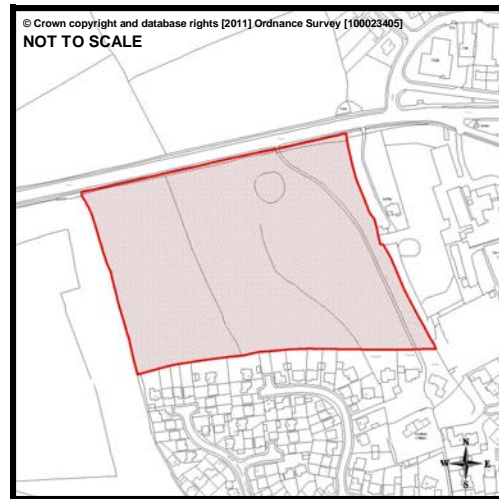 © Crown copyright and database rights [2011] Ordnance Survey [100023405]
NOT TO SCALE
N
W E
S